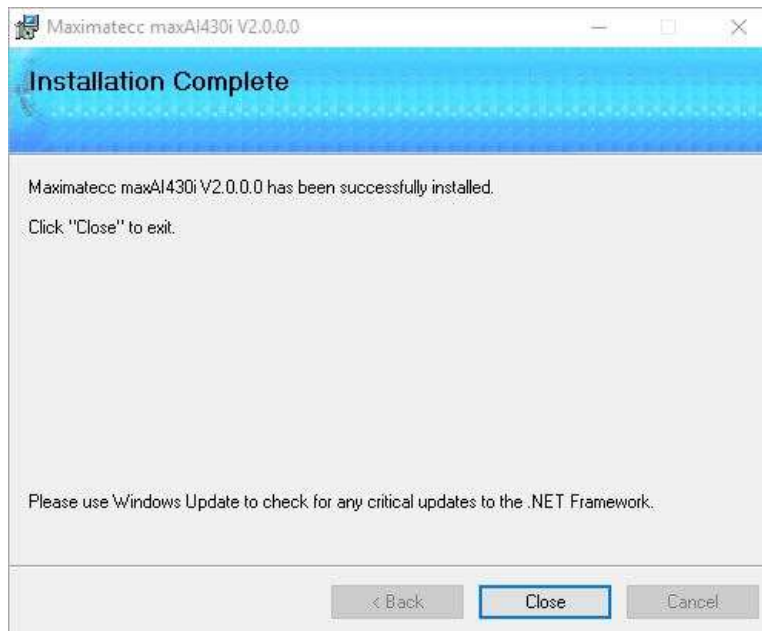 Maximatecc maxAI430i V2.0.0.0
Installation Complete
Maximatecc maxAI430i V2.0.0.0 has been successfully installed.
Click "Close" to exit.
Please use Windows Update to check for any critical updates to the .NET Framework.
< Back
Close
Cancel